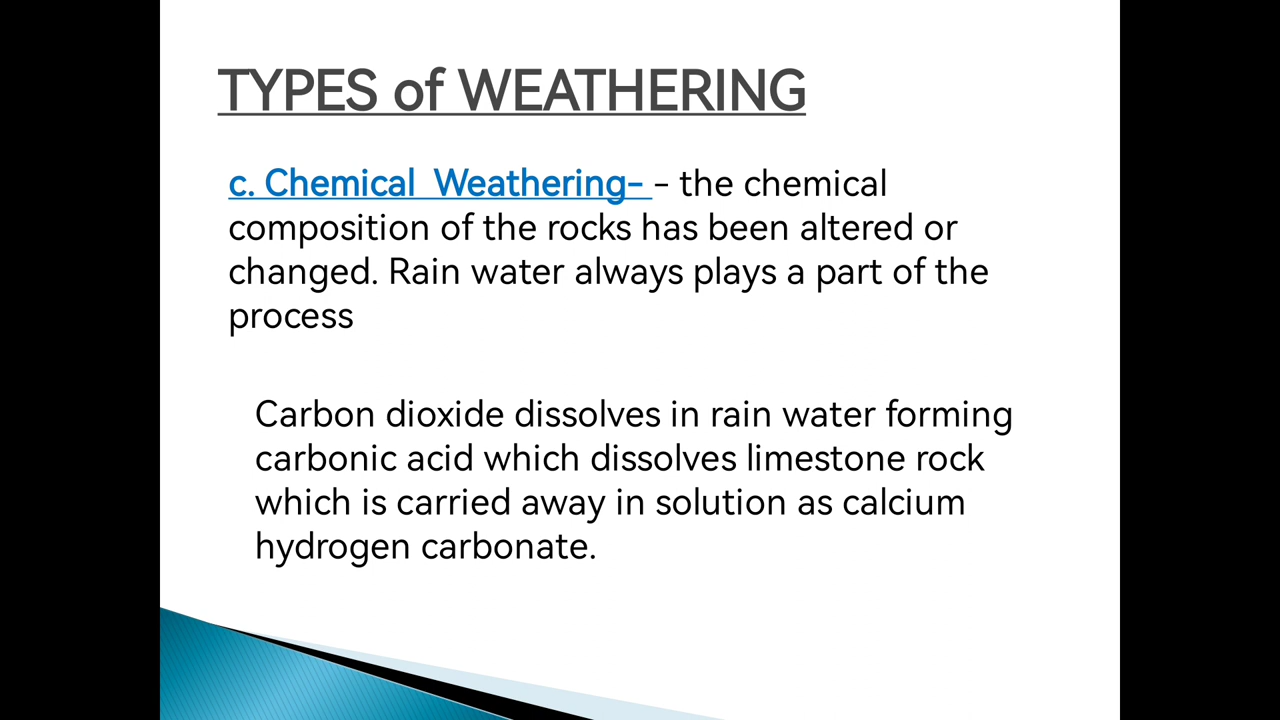 TYPES of WEATHERING
c. Chemical  Weathering- - the chemical
composition of the rocks has been altered or
changed. Rain water always plays a part of the
process
Carbon dioxide dissolves in rain water forming
carbonic acid which dissolves limestone rock
which is carried away in solution as calcium
hydrogen carbonate.